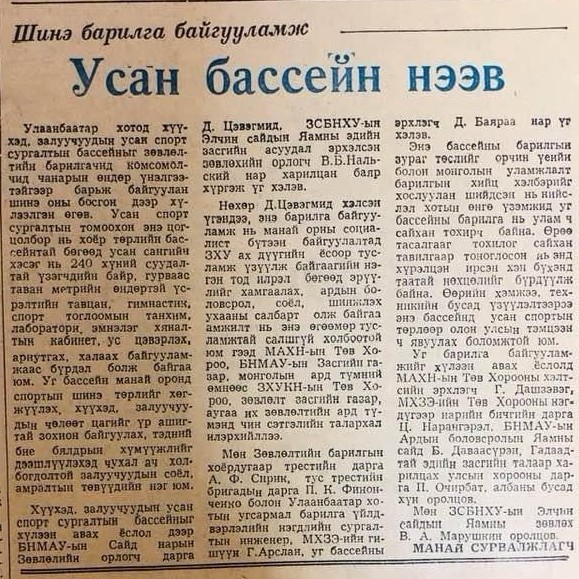 Шинэ барилга байгууламж
Усан бассейн нээв
Улаанбаатар хотод хүү-
хэд, залуучуудын усан спорт
сургалтын бассейныг зөвлөл-
тийн барилгачид комсомол-
чид чанарын өндөр үнэлгээ-
тэйгээр барьж байгуулан
шинэ оны босгон дээр хү-
лээлгэн өгөв. Усан спорт
сургалтын томоохон энэ цог-
цолбор нь хоёр төрлийн бас-
сейнтай бөгөөд усан сангийн
хэсэг нь 240 хүний суудал-
тай үзэгчдийн байр, гурваас
таван метрийн өндөртэй үс-
рэлтийн тавцан, гимнастик,
спорт тоглоомын танхим,
лаборатори, эмнэлэг хянал-
тын кабинет, ус цэвэрлэх,
ариутгах, халаах байгуулам-
жаас бүрдэл болж байгаа
юм. Уг бассейн манай оронд
спортын шинэ төрлийг хөг-
жүүлэх, хүүхэд, залуучуу-
дын чөлөөт цагийг үр ашиг-
тай зохион байгуулах, тэдний
бие бялдрын хүмүүжлийг
дээшлүүлэхэд чухал ач хол-
богдолтой залуучуудын соёл,
амралтын төвүүдийн нэг юм.
Хүүхэд, залуучуудын усан
спорт сургалтын бассейныг
хүлээн авах ёслол дээр
БНМАУ-ын Сайд нарын
Зөвлөлийн орлогч дарга
Д. Цэвэгмид, ЗСБНХУ-ын
Элчин сайдын Яамны эдийн
засгийн асуудал эрхэлсэн
зөвлөхийн орлогч В.Б.Наль-
ский нар харилцан баяр
хүргэж үг хэлэв.
Нөхөр Д.Цэвэгмид хэлсэн
үгэндээ, энэ барилга байгуу-
ламж нь манай орны социа-
лист бүтээн байгуулалтад
ЗХУ ах дүүгийн ёсоор тус-
ламж үзүүлж байгаагийн нэ-
гэн тод илрэл бөгөөд эрүү-
лийг хамгаалах, ардын бо-
ловсрол, соёл, шинжлэх
ухааны салбарт олж байгаа
амжилт нь энэ өгөөмөр тус-
ламжтай салшгүй холбоотой
юм гээд МАХН-ын Төв Хо-
роо, БНМАУ-ын Засгийн га-
зар, монголын ард түмний
өмнөөс ЗХУКН-ын Төв Хо-
роо, зөвлөлт засгийн газар,
аугаа их зөвлөлтийн ард тү-
мэнд чин сэтгэлийн талархал
илэрхийллээ.
Мөн Зөвлөлтийн барилгын
хоёрдугаар трестийн дарга
А. Ф. Сирик, тус трестийн
бригадын дарга П. К. Финон-
ченко болон Улаанбаатар хо-
тын угсармал барилга үйлд-
вэрлэлийн нэгдлийн сургал-
тын инженер, МХЗЭ-ийн ги-
шүүн Г.Арслан, уг бассейны
эрхлэгч Д. Баяраа нар үг
хэлэв.
Энэ бассейны барилгын
зураг төслийг орчин үеийн
болон монголын уламжлалт
барилгын хийц хэлбэрийг
хослуулан шийдсэн нь нийс-
лэл хотын өнгө үзэмжид уг
бассейны барилга нь улам ч
сайхан тохирч байна. Өрөө
тасалгааг тохилог сайхан
тавилгаар тоноглосон нь энд
хүрэлцэн ирсэн хэн бүхэнд
таатай нөхцөлийг бүрдүүлж
байна. Өөрийн хэмжээ, тех-
никийн бусад үзүүлэлтээрээ
энэ бассейнд усан спортын
төрлөөр олон улсын тэмцээн
ч явуулах боломжтой юм.
Уг барилга байгуулам-
жийг хүлээн авах ёслолд
МАХН-ын Төв Хорооны хэлт-
сийн эрхлэгч Г. Дашзэвэг,
МХЗЭ-ийн Төв Хорооны нэг-
дүгээр нарийн бичгийн дарга
Ц. Нарангэрэл, БНМАУ-ын
Ардын боловсролын Яамны
сайд Б. Даваасүрэн, Гадаад-
тай эдийн засгийн талаар ха-
рилцах улсын хорооны дарга
П. Очирбат, албаны бусад
хүн оролцов.
Мөн ЗСБНХУ-ын Элчин
сайдын Яамны зөвлөх
В. А. Марушкин оролцов.
МАНАЙ СУРВАЛЖЛАГЧ